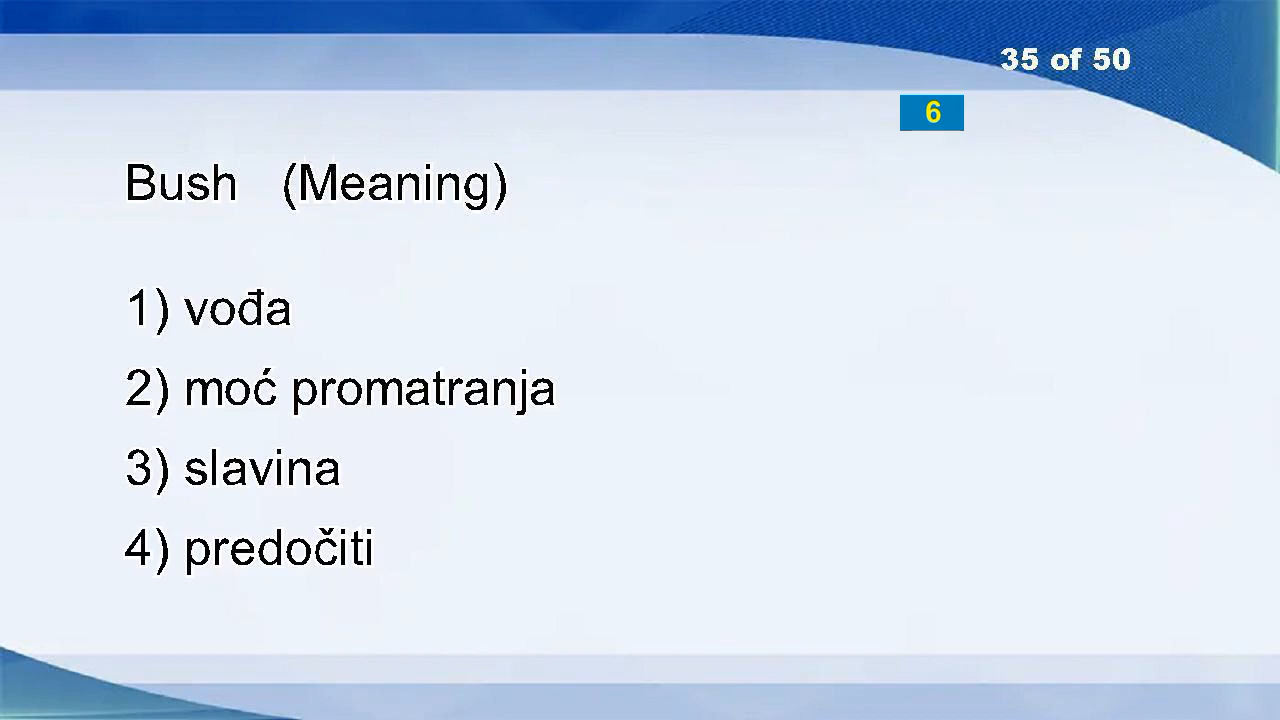 35 of 50
6
Bush (Meaning)
1) vođa
2) moć promatranja
3) slavina
4) predočiti